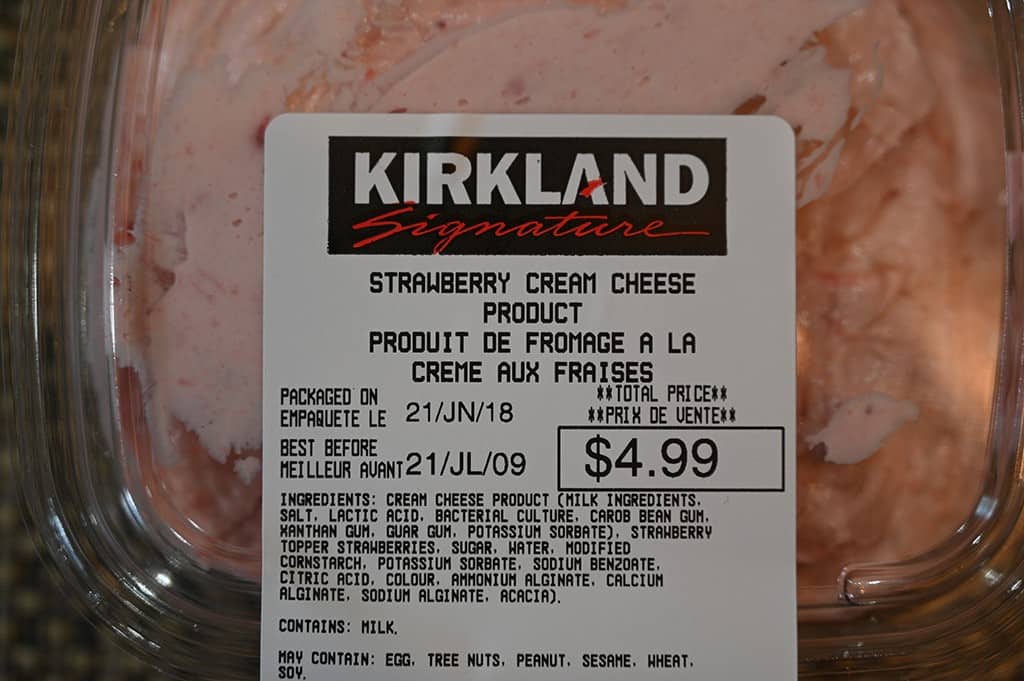 KIRKLAND
Signature
STRAWBERRY CREAM CHEESE
PRODUCT
PRODUIT DE FROMAGE A LA
CREME AUX FRAISES
PACKAGED ON
EMPAQUETE LE 21/JN/18
**TOTAL PRICE**
**PRIX DE VENTE**
BEST BEFORE
MEILLEUR AVANT 21/JL/09
$4.99
INGREDIENTS: CREAM CHEESE PRODUCT (MILK INGREDIENTS,
SALT, LACTIC ACID, BACTERIAL CULTURE, CAROB BEAN GUM,
XANTHAN GUM, GUAR GUM, POTASSIUM SORBATE), STRAWBERRY
TOPPER STRAWBERRIES, SUGAR, WATER, MODIFIED
CORNSTARCH, POTASSIUM SORBATE, SODIUM BENZOATE,
CITRIC ACID, COLOUR, AMMONIUM ALGINATE, CALCIUM
ALGINATE, SODIUM ALGINATE, ACACIA).
CONTAINS: MILK.
MAY CONTAIN: EGG, TREE NUTS, PEANUT, SESAME, WHEAT,
SOY.